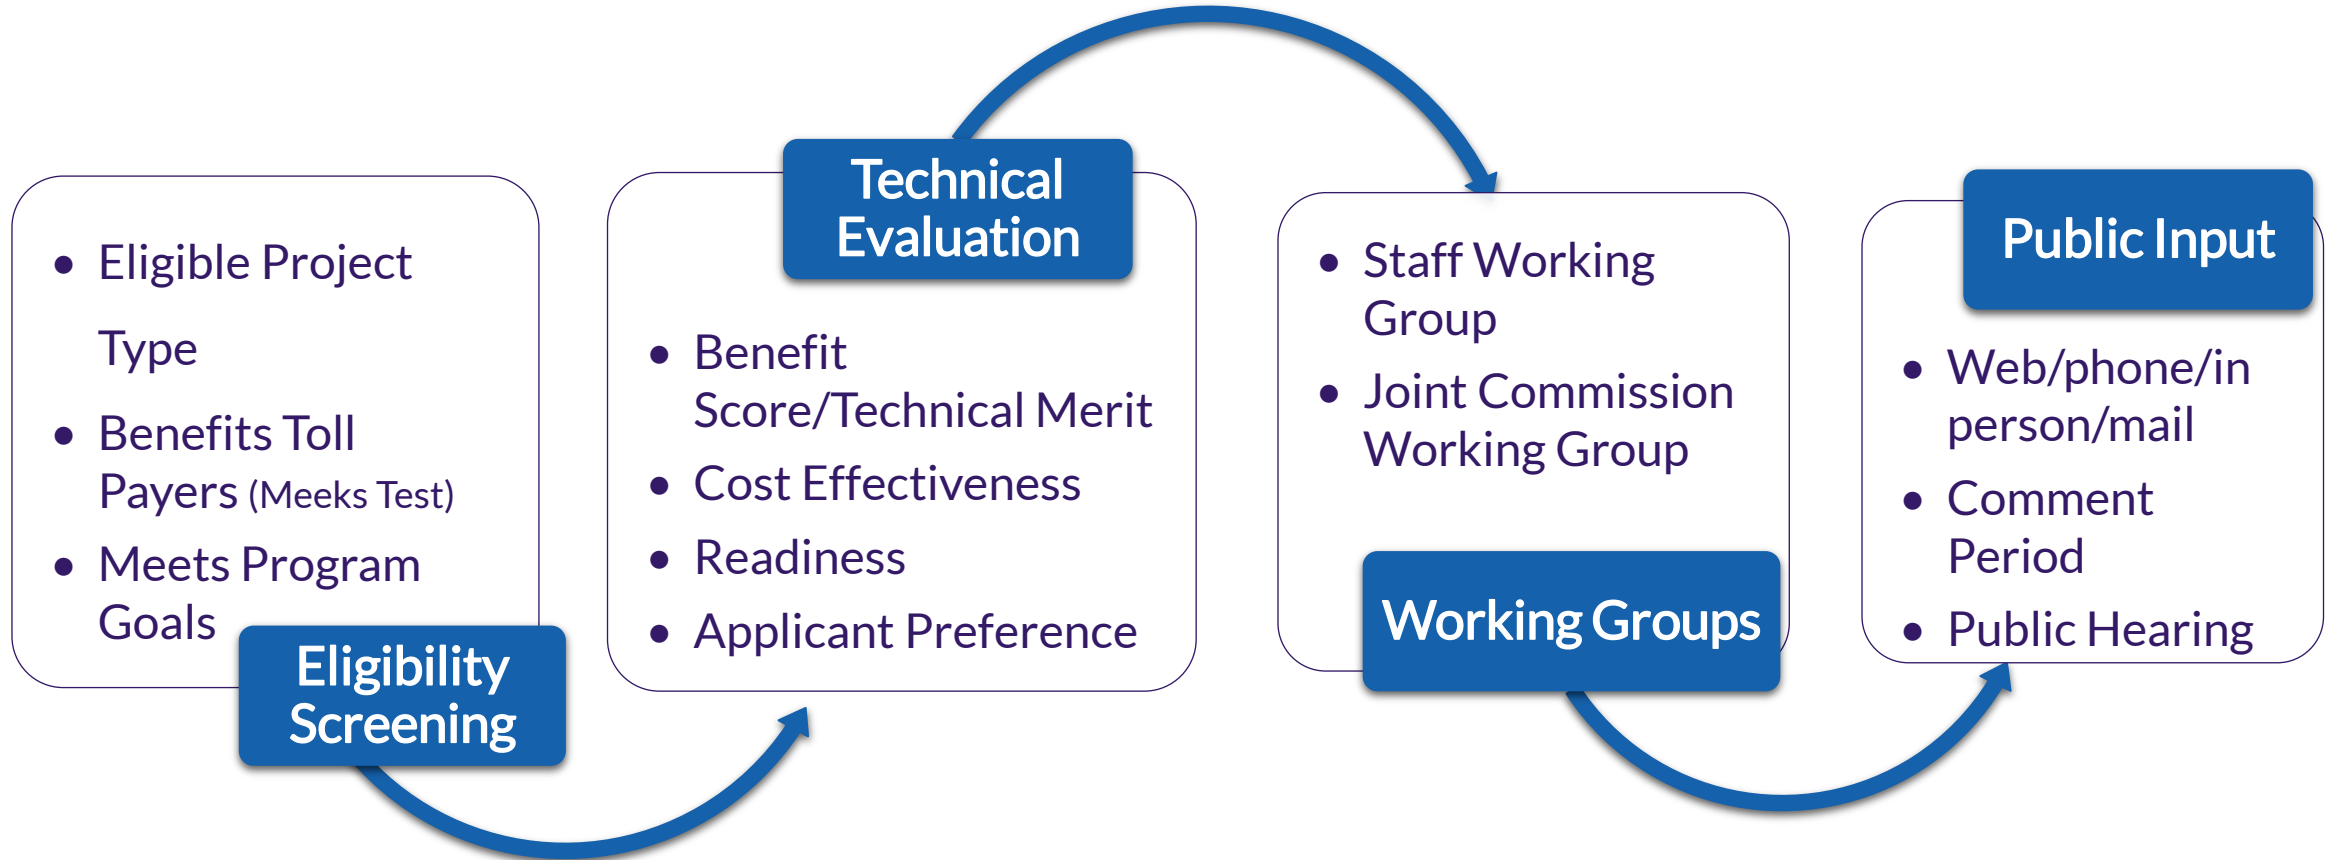 • Eligible Project
Type
• Benefits Toll
Payers (Meeks Test)
• Meets Program
Goals
Eligibility
Screening
Technical
Evaluation
• Benefit
Score/Technical Merit
• Cost Effectiveness
• Readiness
• Applicant Preference
• Staff Working
Group
• Joint Commission
Working Group
Working Groups
Public Input
• Web/phone/in
person/mail
• Comment
Period
• Public Hearing